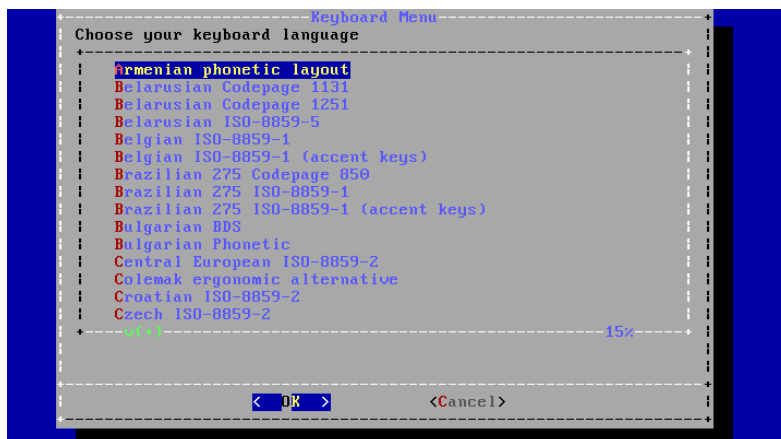 Keyboard Menu
Choose your keyboard language
Armenian phonetic layout
Belarusian Codepage 1131
Belarusian Codepage 1251
Belarusian ISO-8859-5
Belgian ISO-8859-1
Belgian ISO-8859-1 (accent keys)
Brazilian 275 Codepage 850
Brazilian 275 ISO-8859-1
Brazilian 275 ISO-8859-1 (accent keys)
Bulgarian BDS
Bulgarian Phonetic
Central European ISO-8859-2
Colemak ergonomic alternative
Croatian ISO-8859-2
Czech ISO-8859-2
v(+) 15%
< OK > <Cancel>